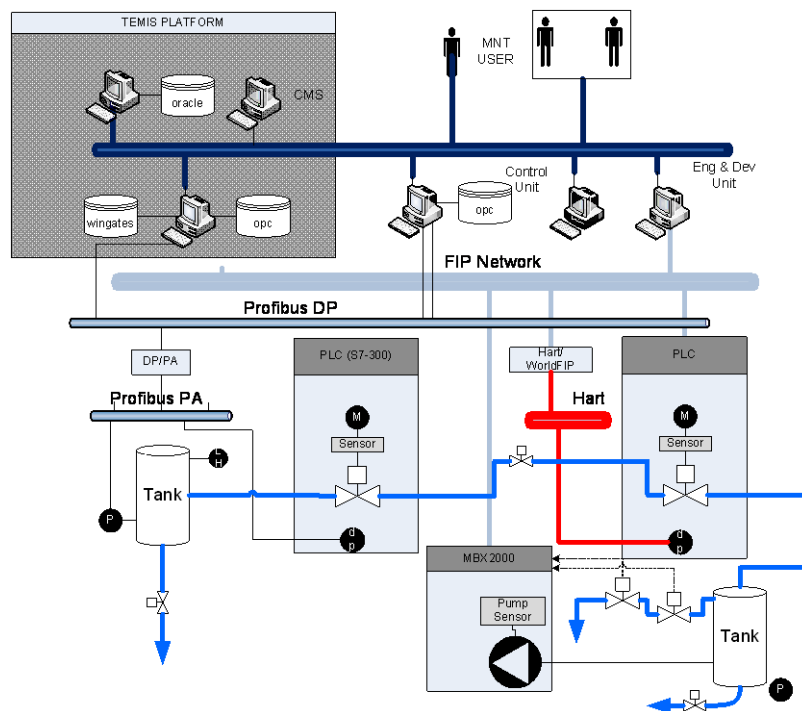 TEMIS PLATFORM
MNT
USER
oracle
CMS
Control
Unit
Eng & Dev
Unit
wingates
opc
opc
FIP Network
Profibus DP
DP/PA
PLC (S7-300)
Hart/
WorldFIP
PLC
Profibus PA
Hart
M
M
Sensor
Sensor
L
H
Tank
P
d
p
d
p
MBX2000
Pump
Sensor
Tank
P